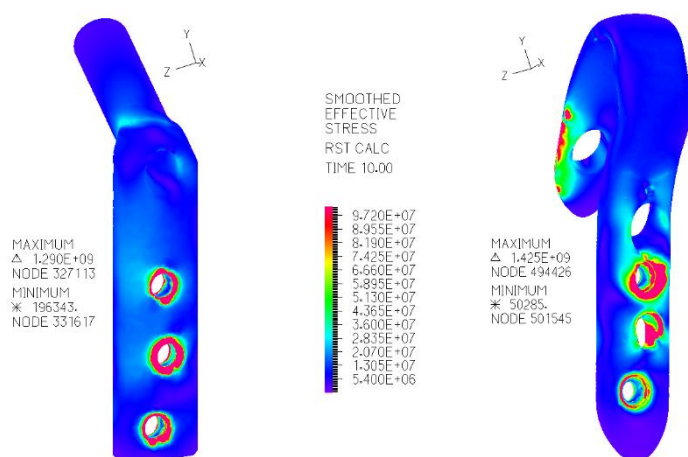 Y
Z
X
MAXIMUM
Δ 1.290E+09
NODE 327113
MINIMUM
* 196343.
NODE 331617
SMOOTHED
EFFECTIVE
STRESS
RST CALC
TIME 10.00
9.720E+07
8.955E+07
8.190E+07
7.425E+07
6.660E+07
5.895E+07
5.130E+07
4.365E+07
3.600E+07
2.835E+07
2.070E+07
1.305E+07
5.400E+06
Y
Z
X
MAXIMUM
Δ 1.425E+09
NODE 494426
MINIMUM
* 50285.
NODE 501545